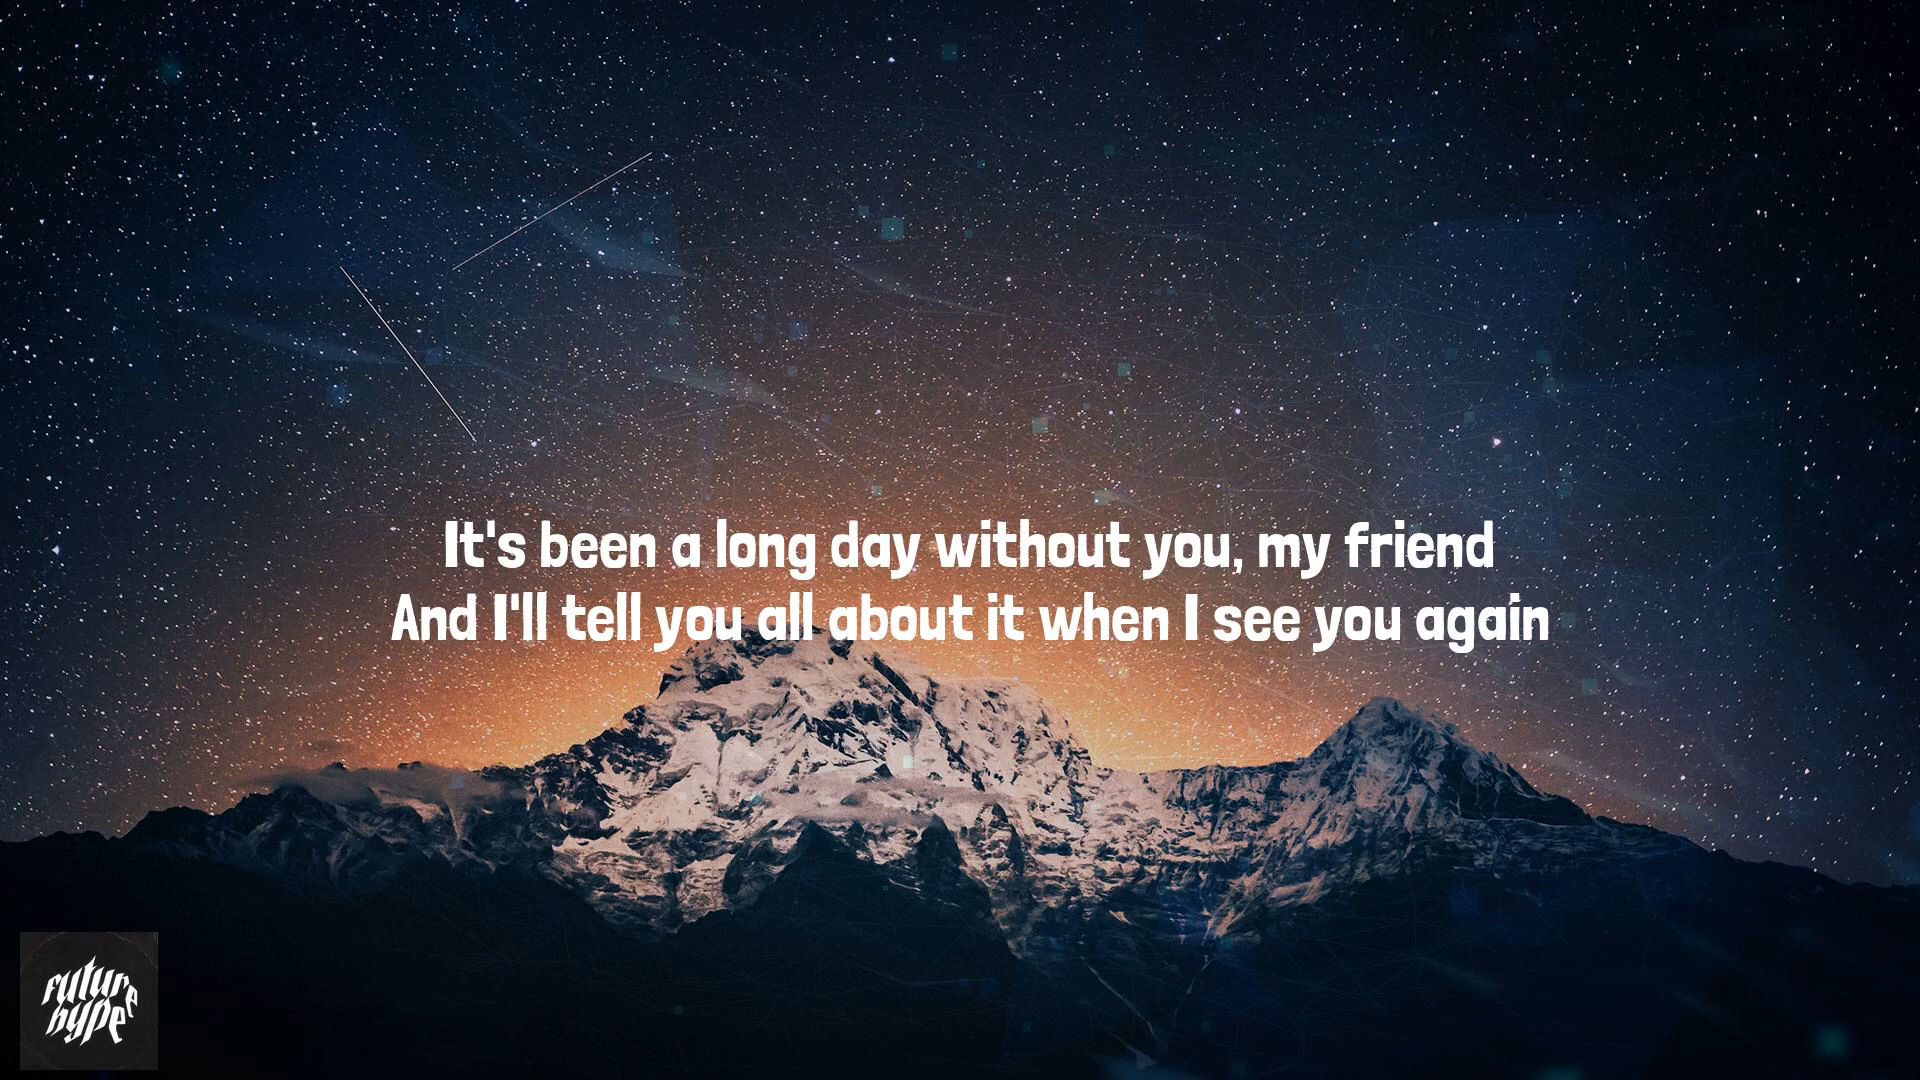 It's been a long day without you, my friend
And I'll tell you all about it when I see you again
future
hype